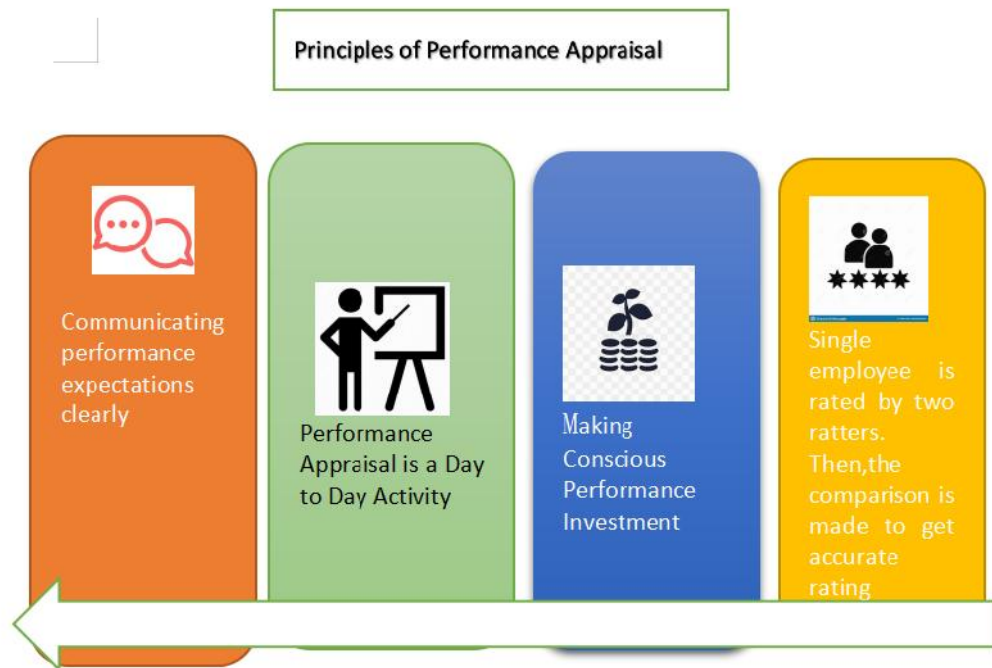 Principles of Performance Appraisal
Communicating
performance
expectations
clearly
Performance
Appraisal is a Day
to Day Activity
Making
Conscious
Performance
Investment
Single
employee is
rated by two
ratters.
Then,the
comparison is
made to get
accurate
rating